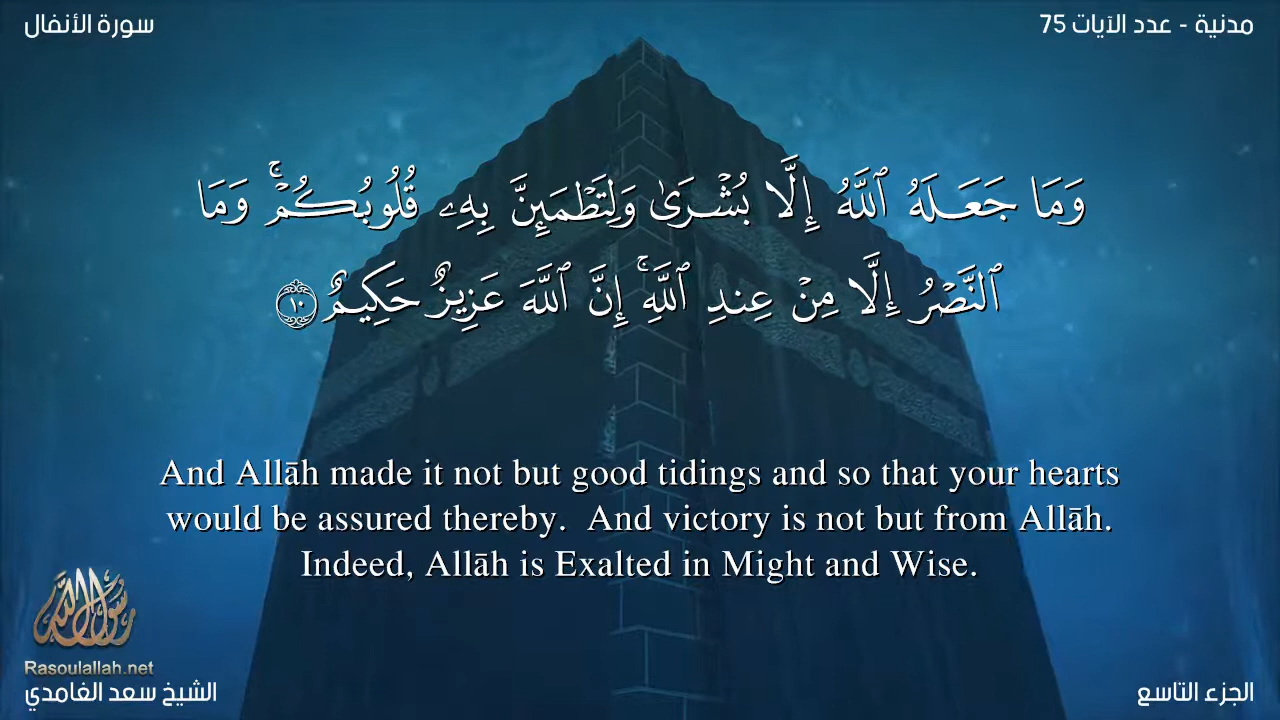 مدنية - عدد الآيات 75
سورة الأنفال
وَمَا جَعَلَهُ ٱللَّهُ إِلَّا بُشْرَىٰ وَلِتَطْمَئِنَّ بِهِۦ قُلُوبُكُمْ ۚ وَمَا
ٱلنَّصْرُ إِلَّا مِنْ عِندِ ٱللَّهِ ۚ إِنَّ ٱللَّهَ عَزِيزٌ حَكِيمٌ ۝١٠
And Allāh made it not but good tidings and so that your hearts
would be assured thereby.  And victory is not but from Allāh.
Indeed, Allāh is Exalted in Might and Wise.
رسول الله
Rasoulallah.net
الشيخ سعد الغامدي
الجزء التاسع